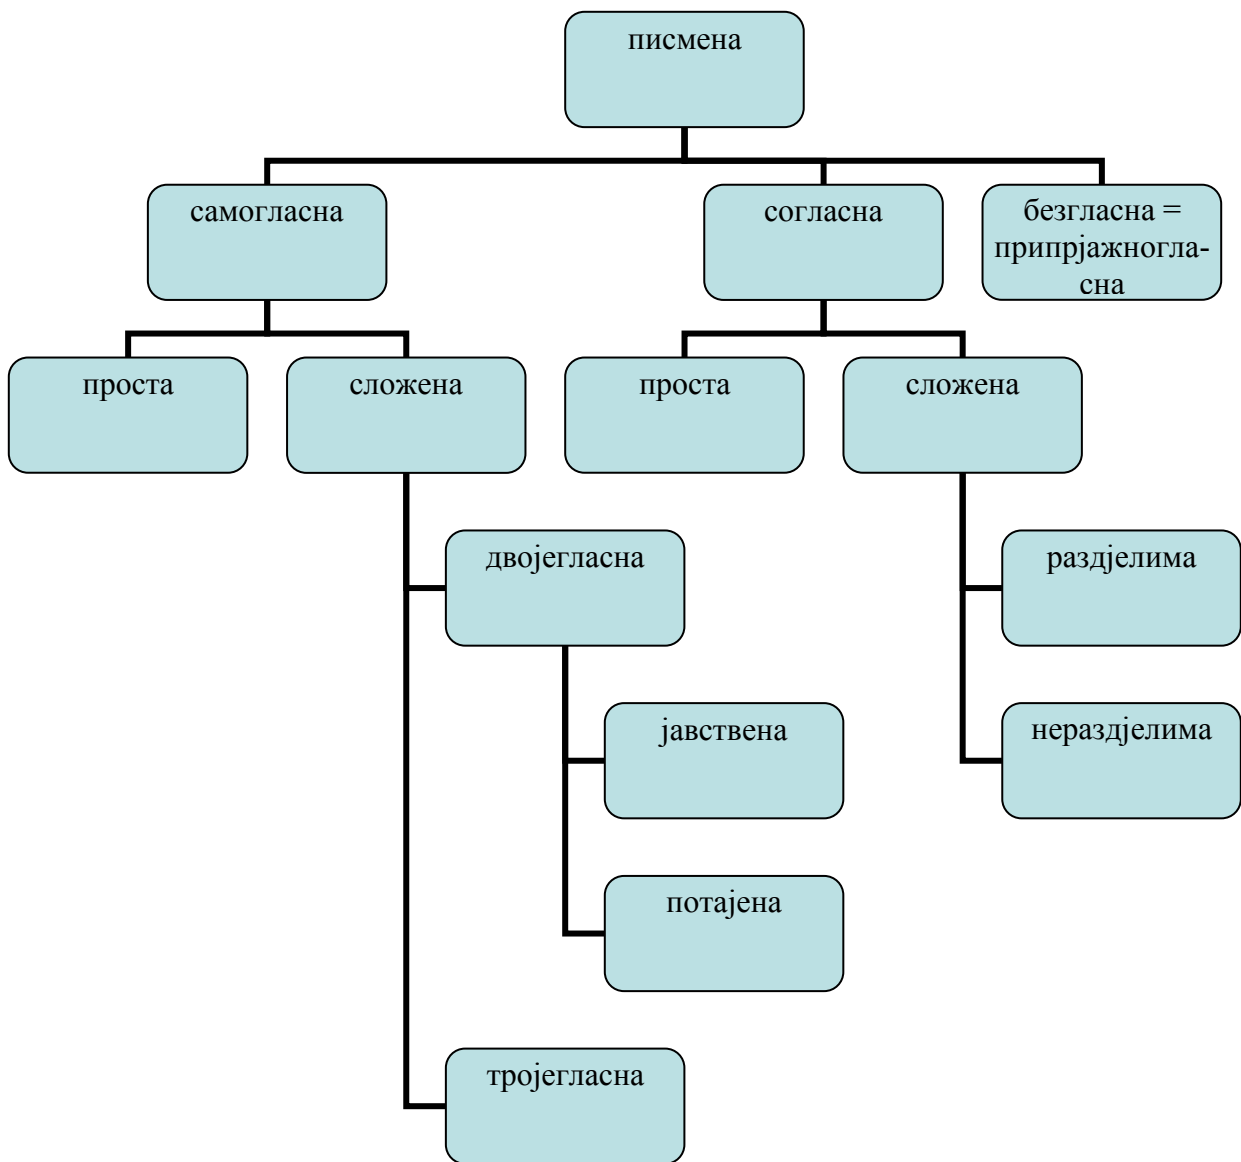 писмена
самогласна
согласна
безгласна =
припрјажногла-
сна
проста
сложена
проста
сложена
двојегласна
раздјелима
јавствена
нераздјелима
потајена
тројегласна